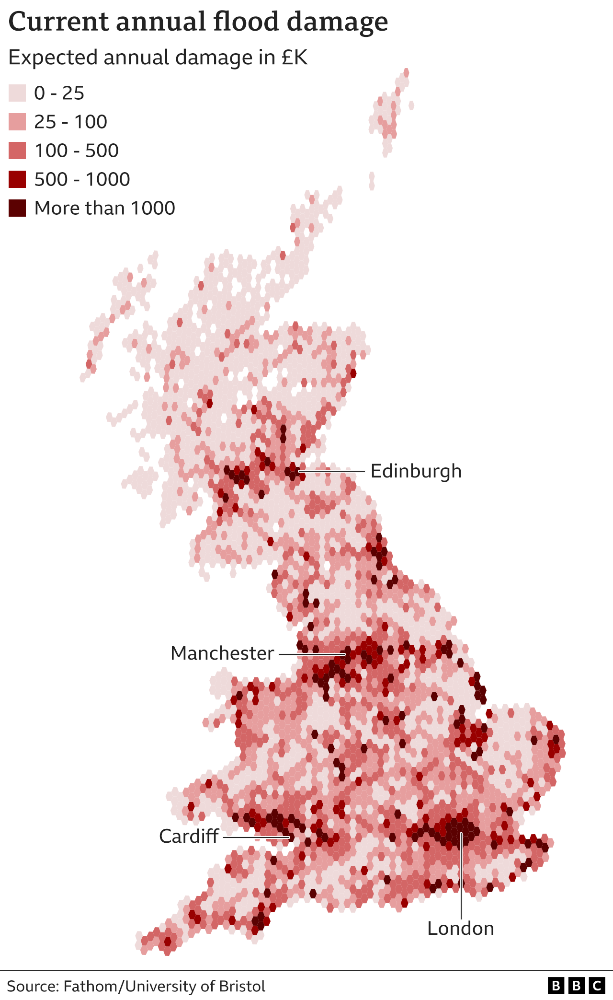 Current annual flood damage
Expected annual damage in £K
0 - 25
25 - 100
100 - 500
500 - 1000
More than 1000
Edinburgh
Manchester
Cardiff
London
Source: Fathom/University of Bristol
BBC